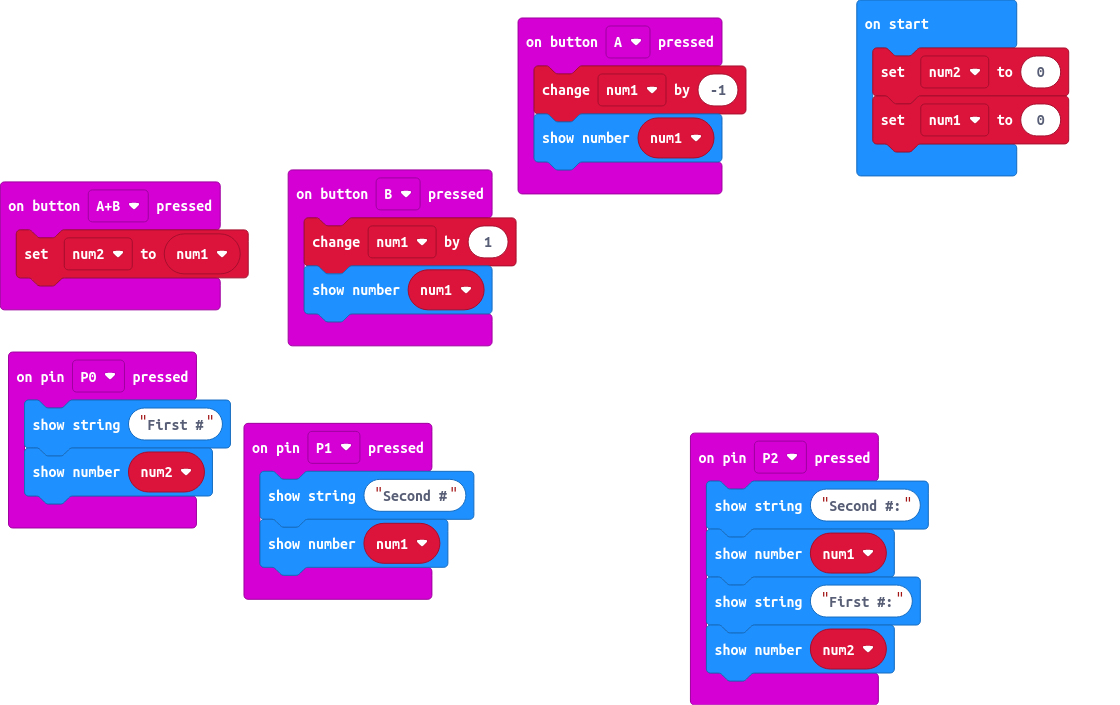 on button A pressed
change num1 by -1
show number num1
on start
set num2 to 0
set num1 to 0
on button A+B pressed
set num2 to num1
on button B pressed
change num1 by 1
show number num1
on pin P0 pressed
show string "First #"
show number num2
on pin P1 pressed
show string "Second #"
show number num1
on pin P2 pressed
show string "Second #:"
show number num1
show string "First #:"
show number num2